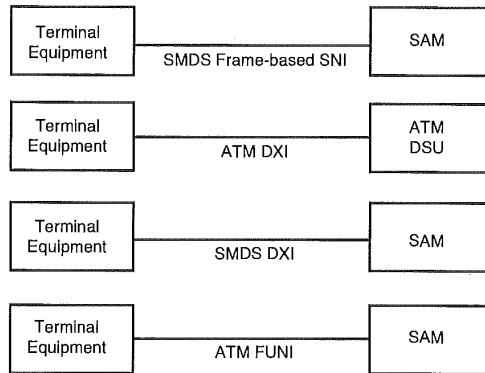 Terminal
Equipment
SMDS Frame-based SNI
SAM
Terminal
Equipment
ATM DXI
ATM
DSU
Terminal
Equipment
SMDS DXI
SAM
Terminal
Equipment
ATM FUNI
SAM